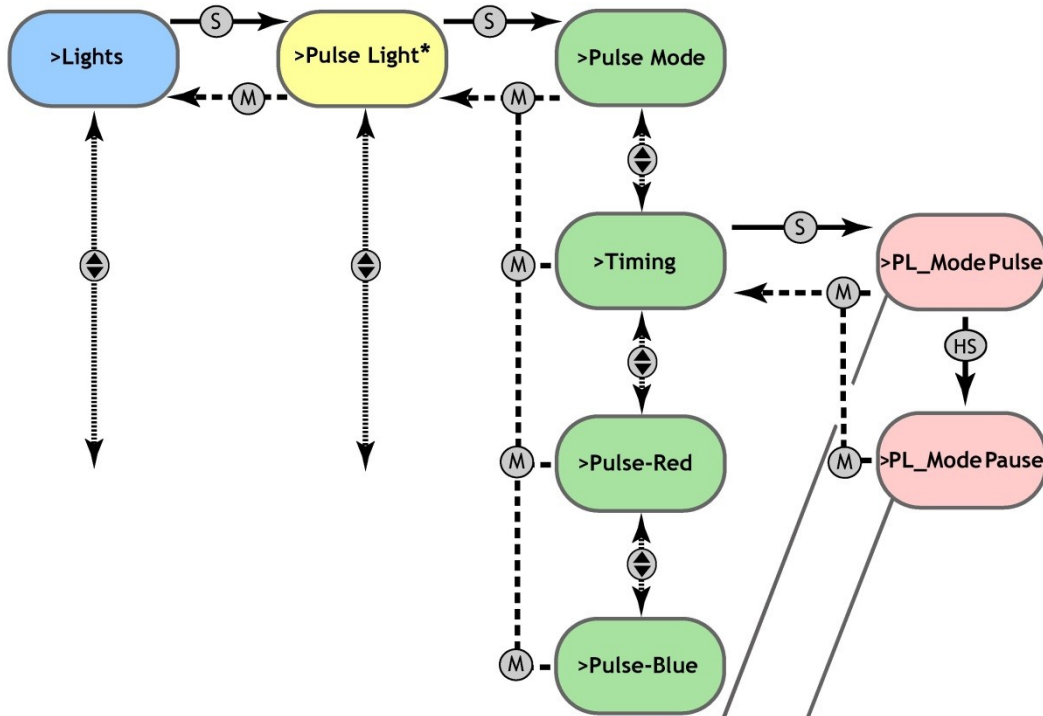 S
S
>Lights
>Pulse Light*
>Pulse Mode
M
M
S
>Timing
>PL_Mode Pulse
M
M
HS
>Pulse-Red
>PL_Mode Pause
M
M
>Pulse-Blue
M